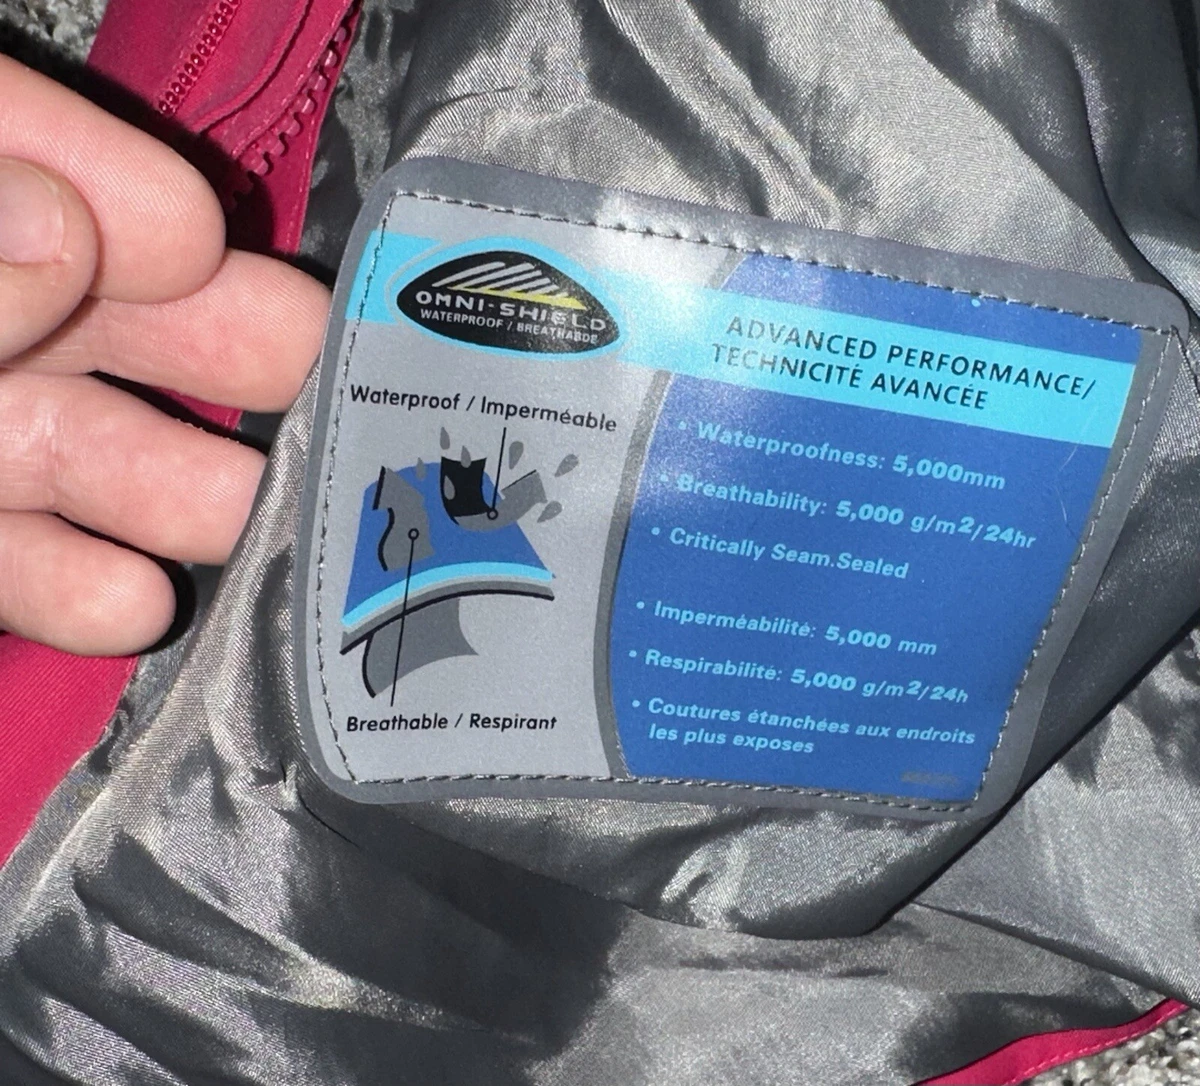 OMNI-SHIELD
WATERPROOF / BREATHABLE
Waterproof / Imperméable
Breathable / Respirant
ADVANCED PERFORMANCE/
TECHNICITÉ AVANCÉE
• Waterproofness: 5,000mm
• Breathability: 5,000 g/m2/24hr
• Critically Seam.Sealed
• Imperméabilité: 5,000 mm
• Respirabilité: 5,000 g/m2/24h
• Coutures étanchées aux endroits
les plus exposes